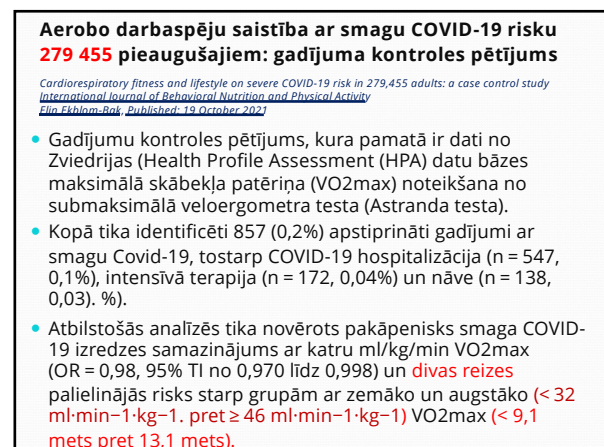 Aerobo darbaspēju saistība ar smagu COVID-19 risku
279 455 pieaugušajiem: gadījuma kontroles pētījums
Cardiorespiratory fitness and lifestyle on severe COVID-19 risk in 279,455 adults: a case control study
International Journal of Behavioral Nutrition and Physical Activity
Elin Ekblom-Bak, Published: 19 October 2021
• Gadījumu kontroles pētījums, kura pamatā ir dati no
Zviedrijas (Health Profile Assessment (HPA) datu bāzes
maksimālā skābekļa patēriņa (VO2max) noteikšana no
submaksimālā veloergometra testa (Astranda testa).
• Kopā tika identificēti 857 (0,2%) apstiprināti gadījumi ar
smagu Covid-19, tostarp COVID-19 hospitalizācija (n = 547,
0,1%), intensīvā terapija (n = 172, 0,04%) un nāve (n = 138,
0,03). %).
• Atbilstošās analīzēs tika novērots pakāpenisks smaga COVID-
19 izredzes samazinājums ar katru ml/kg/min VO2max
(OR = 0,98, 95% TI no 0,970 līdz 0,998) un divas reizes
palielinājās risks starp grupām ar zemāko un augstāko (< 32
ml·min−1·kg−1. pret ≥ 46 ml·min−1·kg−1) VO2max (< 9,1
mets pret 13.1 mets).